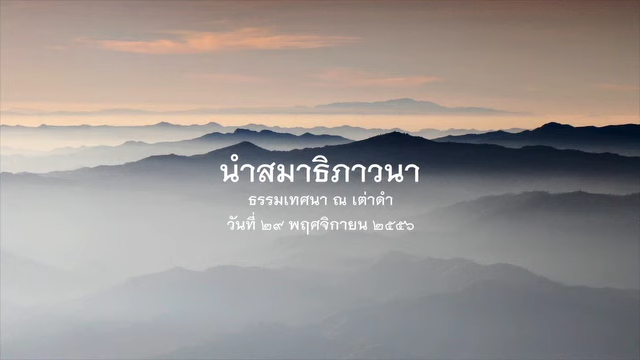 นำสมาธิภาวนา
ธรรมเทศนา ณ เต่าดำ
วันที่ ๒๙ พฤศจิกายน ๒๕๕๖